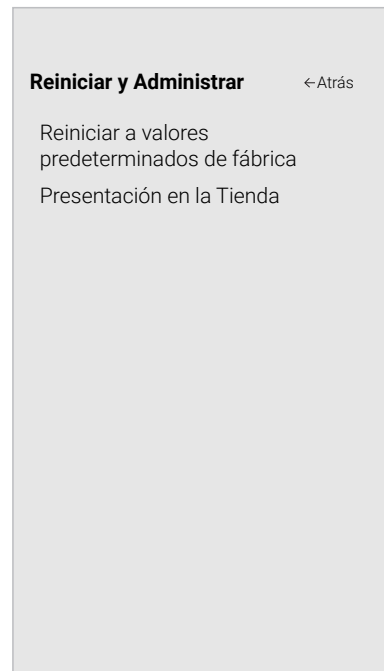 Reiniciar y Administrar ←Atrás
Reiniciar a valores
predeterminados de fábrica
Presentación en la Tienda